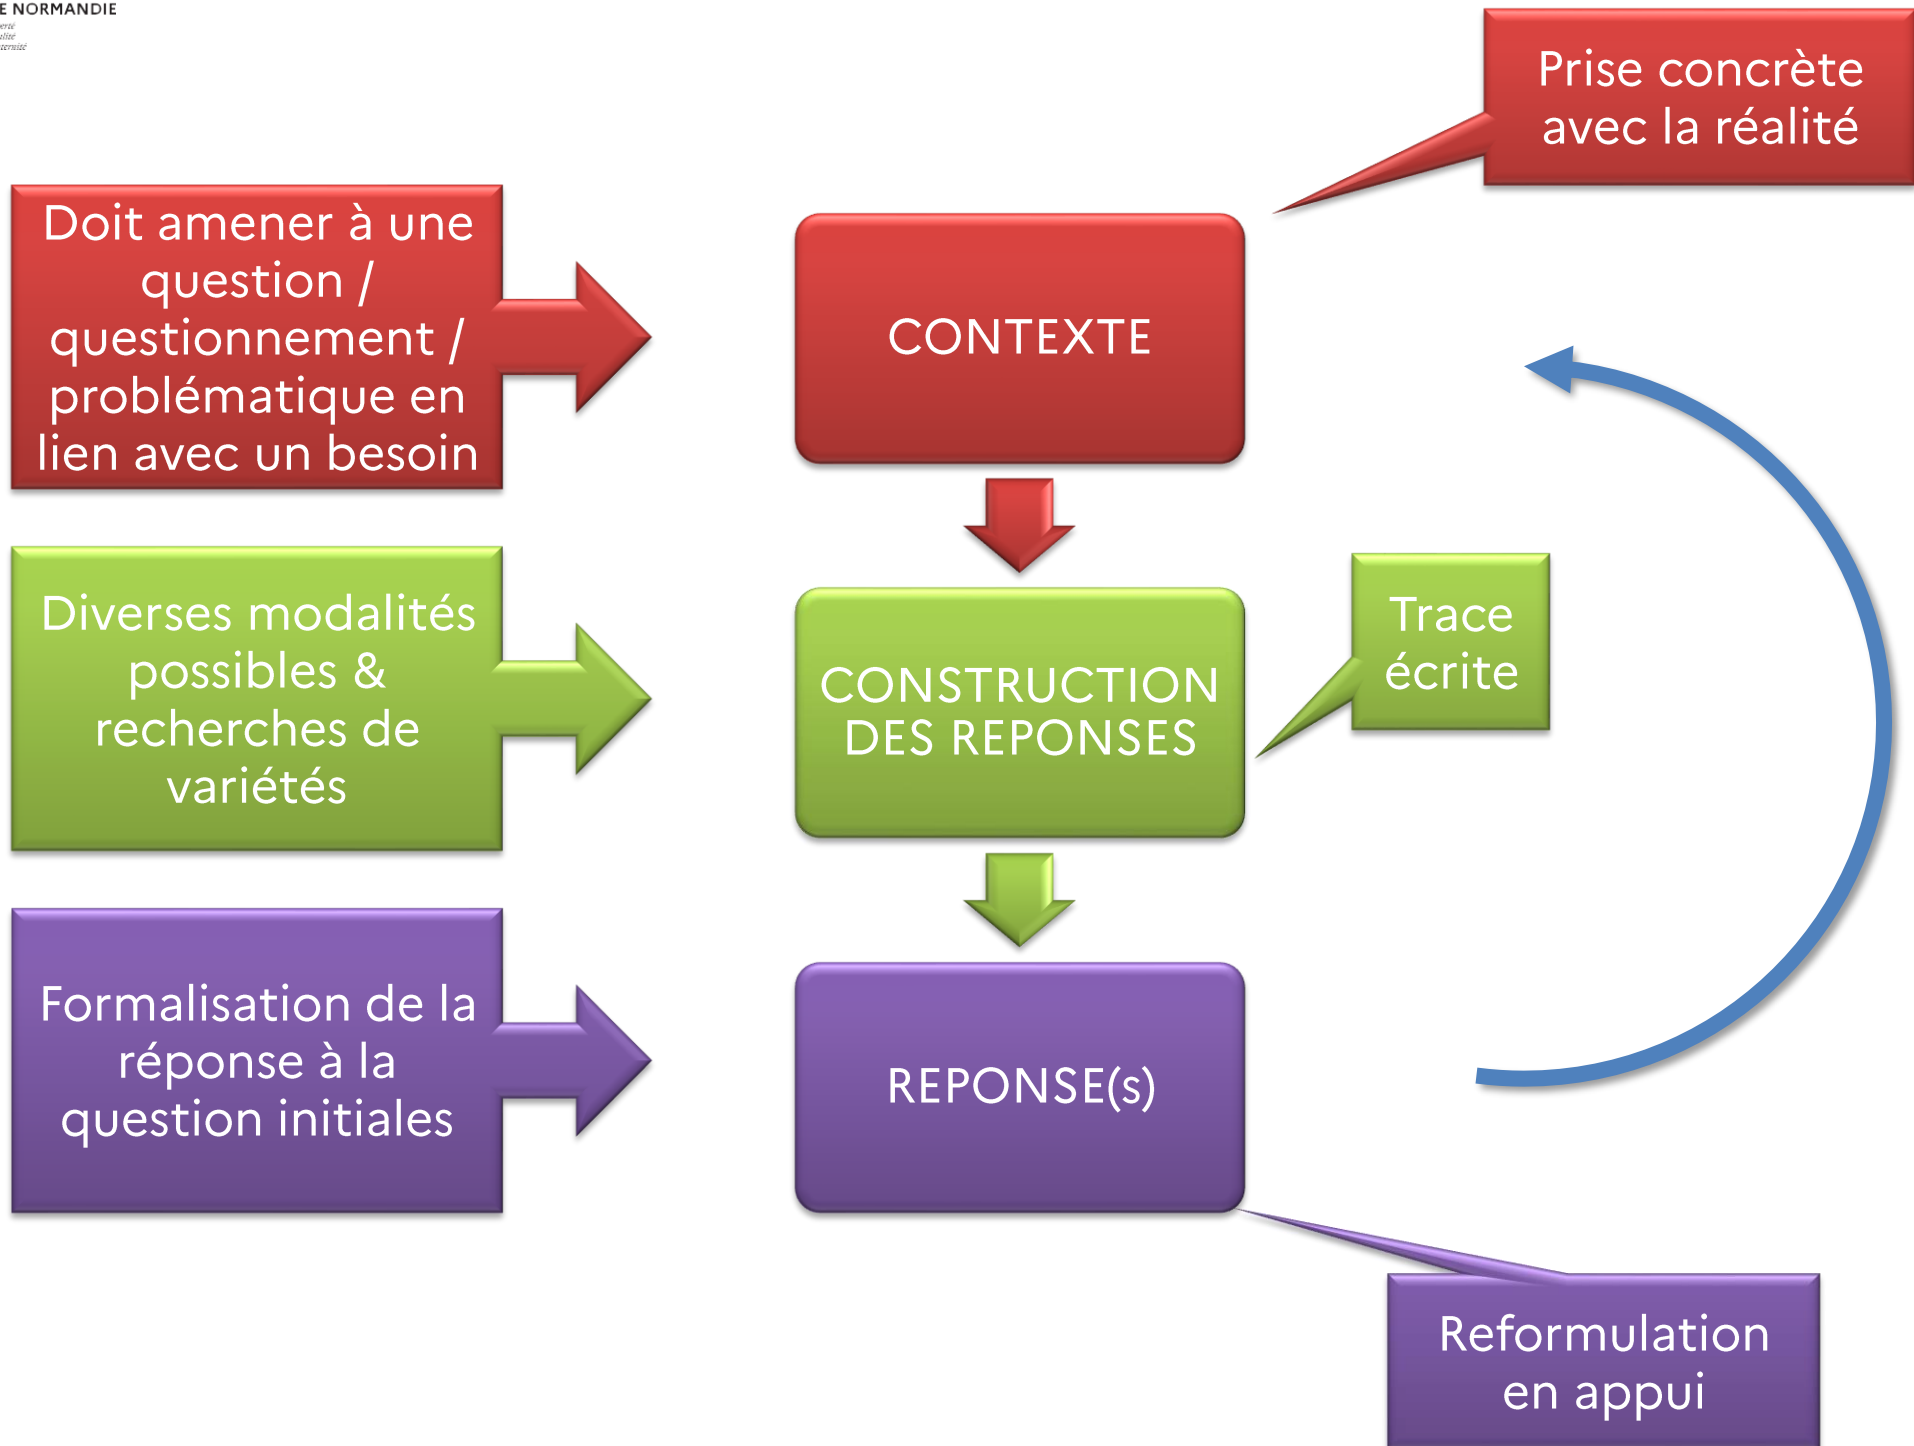 E NORMANDIE
Prise concrète
avec la réalité
Doit amener à une
question /
questionnement /
problématique en
lien avec un besoin
CONTEXTE
Diverses modalités
possibles &
recherches de
variétés
CONSTRUCTION
DES REPONSES
Trace
écrite
Formalisation de la
réponse à la
question initiales
REPONSE(s)
Reformulation
en appui